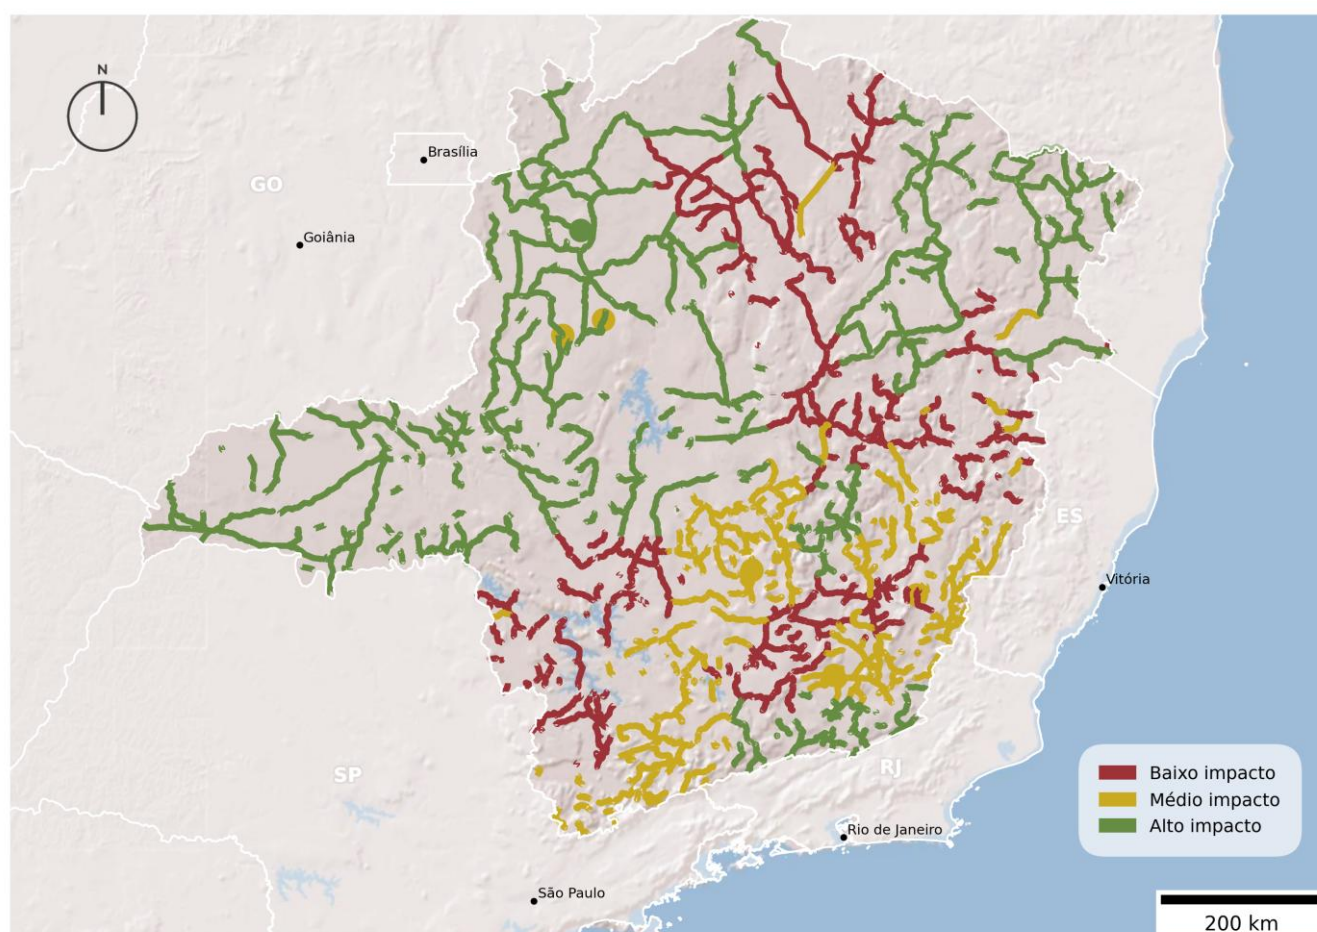 N
Brasília
GO
Goiânia
ES
Vitória
SP
RJ
Rio de Janeiro
São Paulo
Baixo impacto
Médio impacto
Alto impacto
200 km